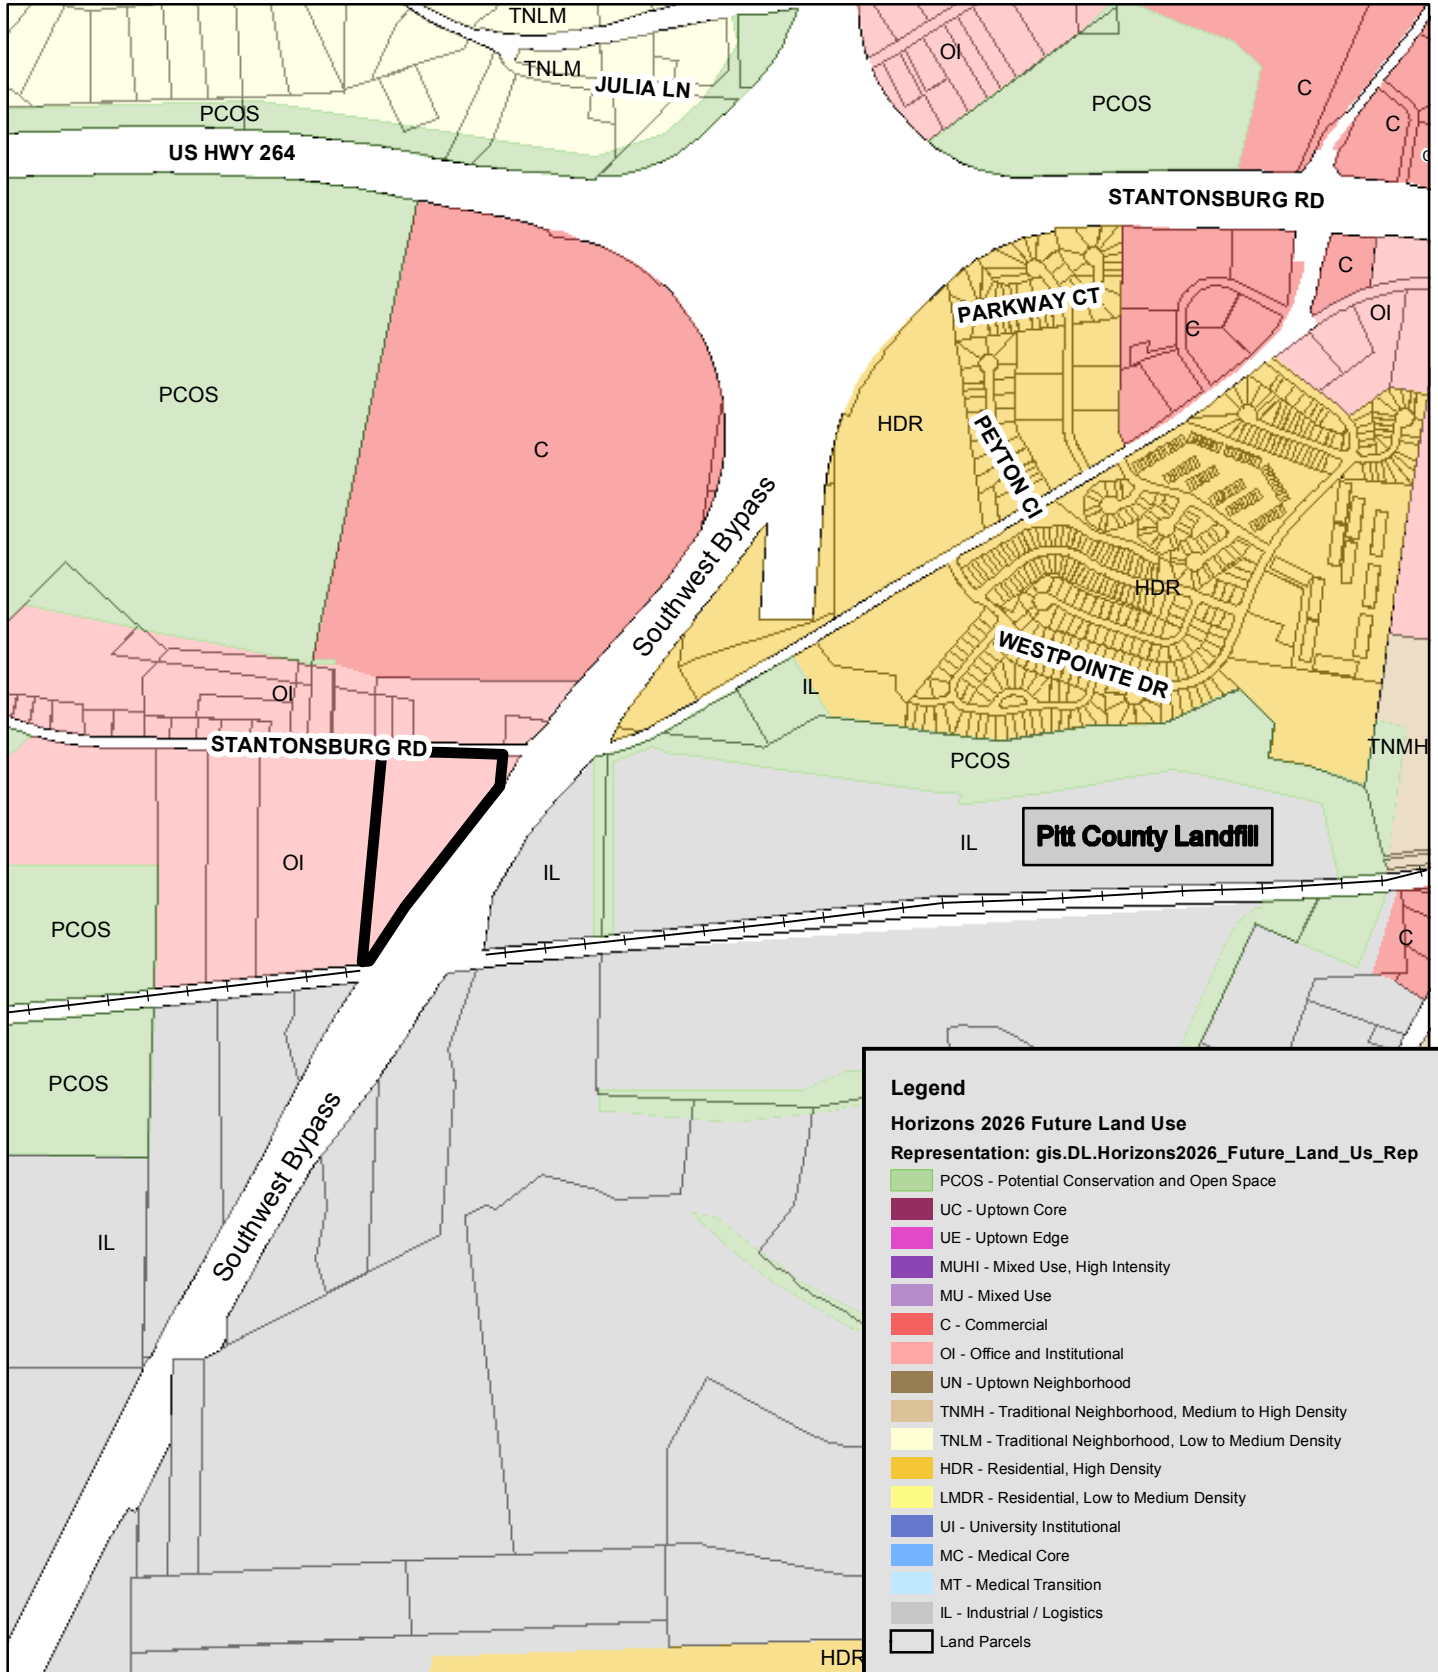 TNLM
TNLM
JULIA LN
OI
PCOS
C
C
PCOS
US HWY 264
STANTONSBURG RD
C
PARKWAY CT
OI
C
PCOS
HDR
C
PEYTON CI
Southwest Bypass
HDR
WESTPOINTE DR
IL
OI
STANTONSBURG RD
PCOS
TNMH
Pitt County Landfill
IL
OI
IL
PCOS
C
PCOS
Southwest Bypass
IL
HDR
Legend
Horizons 2026 Future Land Use
Representation: gis.DL.Horizons2026_Future_Land_Us_Rep
PCOS - Potential Conservation and Open Space
UC - Uptown Core
UE - Uptown Edge
MUHI - Mixed Use, High Intensity
MU - Mixed Use
C - Commercial
OI - Office and Institutional
UN - Uptown Neighborhood
TNMH - Traditional Neighborhood, Medium to High Density
TNLM - Traditional Neighborhood, Low to Medium Density
HDR - Residential, High Density
LMDR - Residential, Low to Medium Density
UI - University Institutional
MC - Medical Core
MT - Medical Transition
IL - Industrial / Logistics
Land Parcels